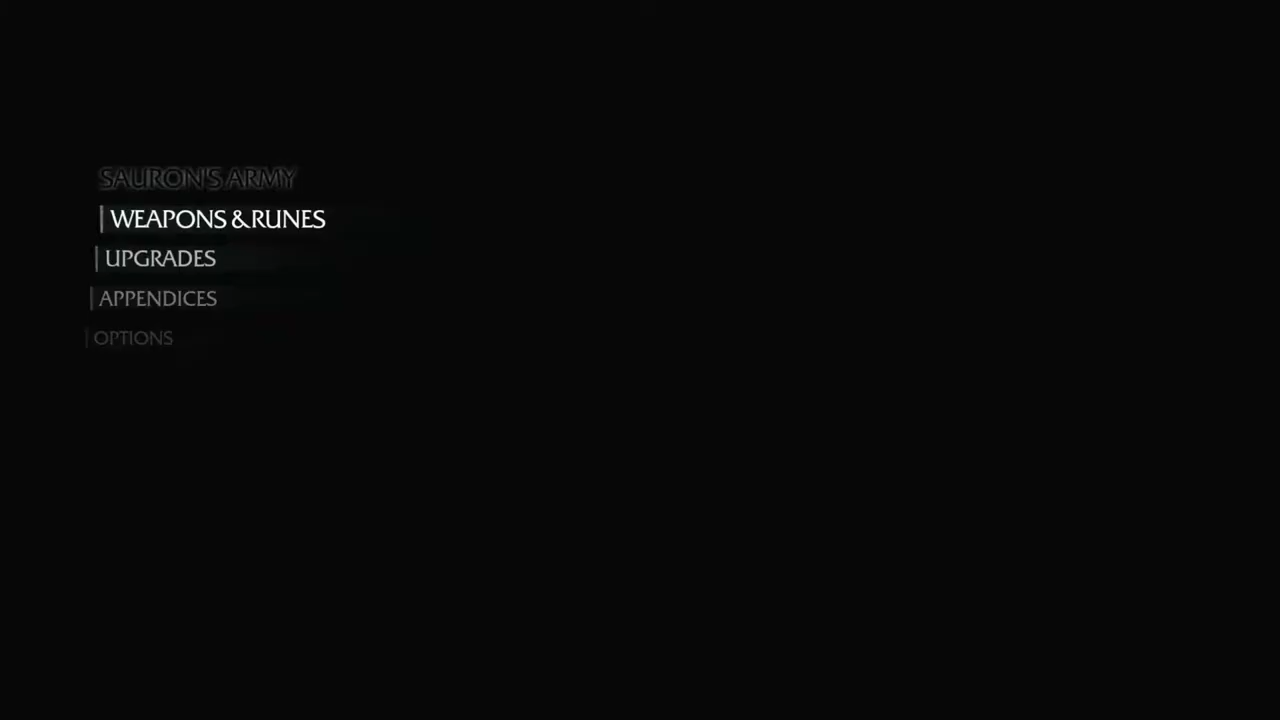 SAURON'S ARMY
WEAPONS & RUNES
UPGRADES
APPENDICES
OPTIONS